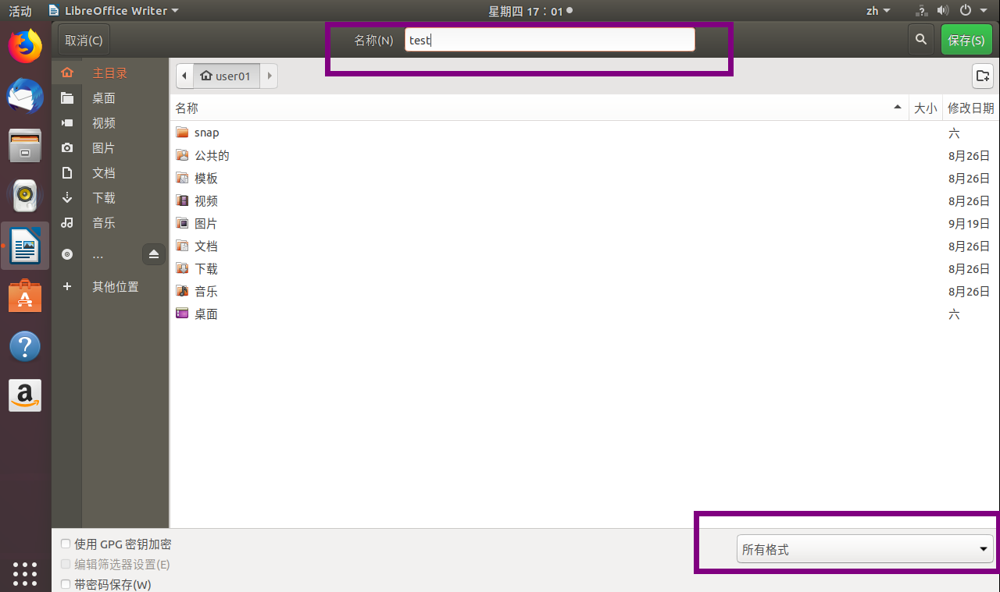 活动 LibreOffice Writer 星期四 17：01 zh
取消(C) 名称(N) test 保存(S)
主目录
桌面
视频
图片
文档
下载
音乐
...
其他位置
user01
名称 大小 修改日期
snap 六
公共的 8月26日
模板 8月26日
视频 8月26日
图片 9月19日
文档 8月26日
下载 8月26日
音乐 8月26日
桌面 六
使用 GPG 密钥加密
编辑筛选器设置(E)
带密码保存(W)
所有格式